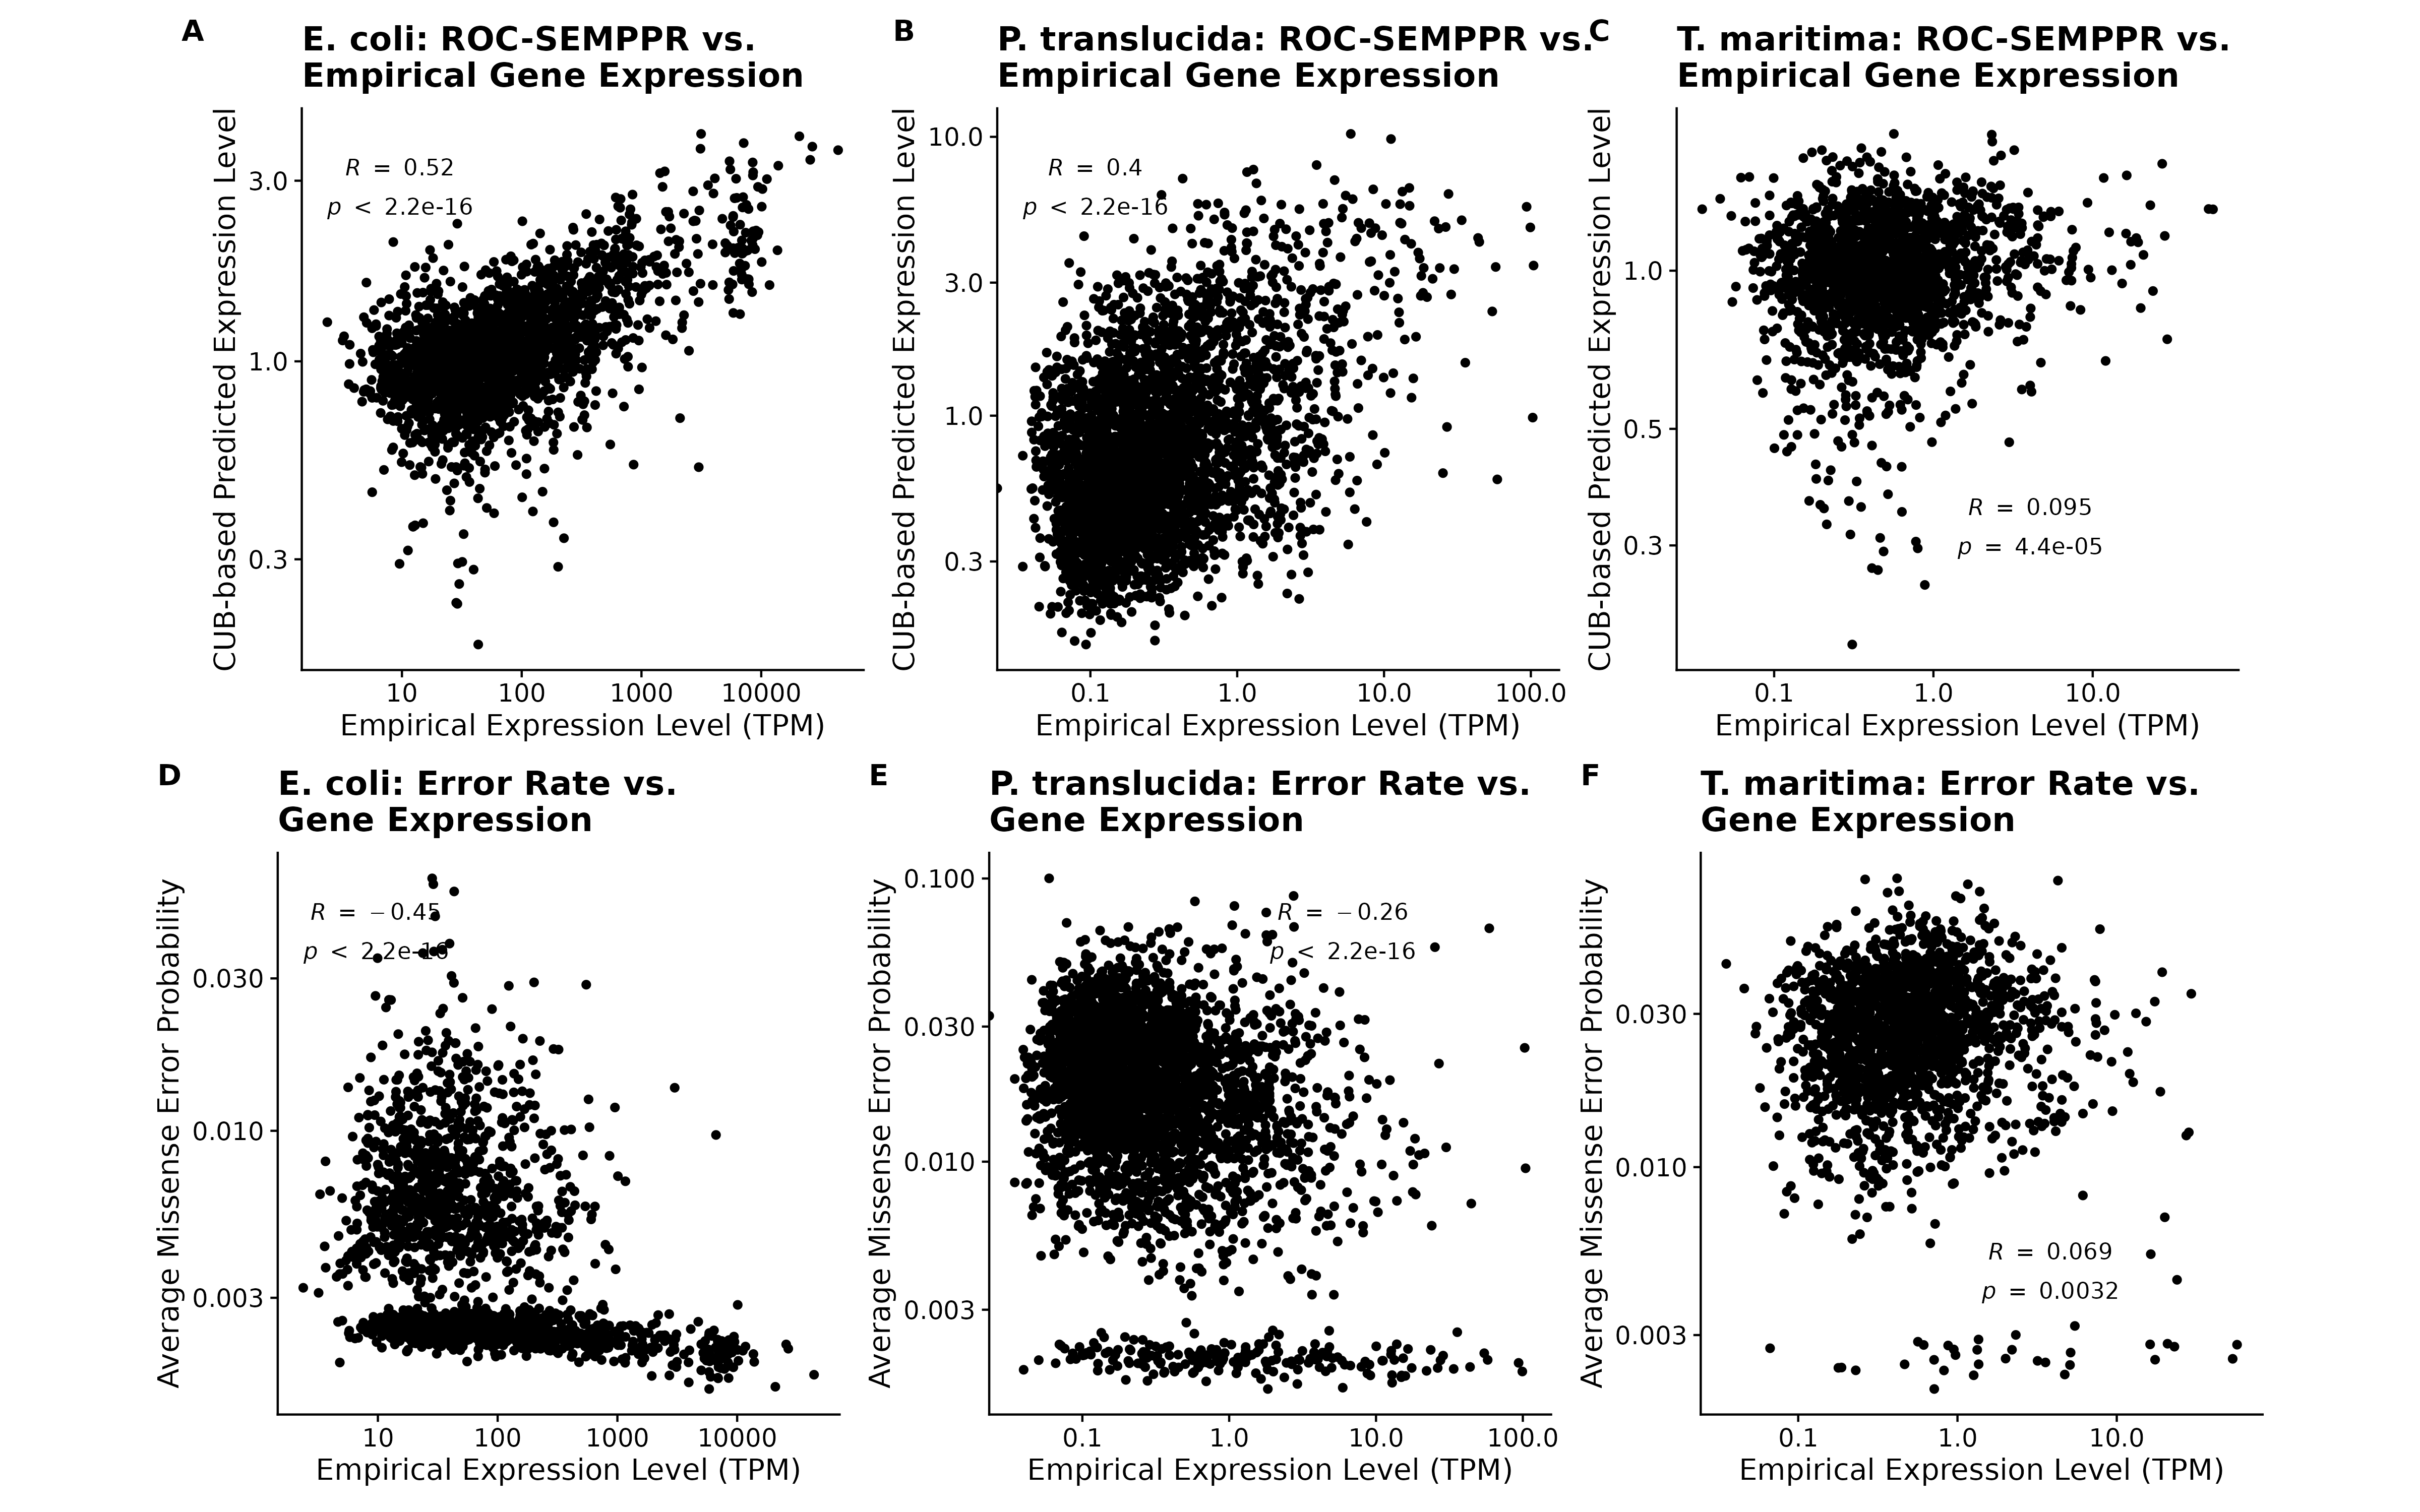 A
E. coli: ROC-SEMPPR vs.
Empirical Gene Expression
CUB-based Predicted Expression Level
3.0
1.0
0.3
R = 0.52
p < 2.2e-16
10 100 1000 10000
Empirical Expression Level (TPM)
B
P. translucida: ROC-SEMPPR vs.
Empirical Gene Expression
CUB-based Predicted Expression Level
10.0
3.0
1.0
0.3
R = 0.4
p < 2.2e-16
0.1 1.0 10.0 100.0
Empirical Expression Level (TPM)
C
T. maritima: ROC-SEMPPR vs.
Empirical Gene Expression
CUB-based Predicted Expression Level
1.0
0.5
0.3
R = 0.095
p = 4.4e-05
0.1 1.0 10.0
Empirical Expression Level (TPM)
D
E. coli: Error Rate vs.
Gene Expression
Average Missense Error Probability
0.030
0.010
0.003
R = −0.45
p < 2.2e-16
10 100 1000 10000
Empirical Expression Level (TPM)
E
P. translucida: Error Rate vs.
Gene Expression
Average Missense Error Probability
0.100
0.030
0.010
0.003
R = −0.26
p < 2.2e-16
0.1 1.0 10.0 100.0
Empirical Expression Level (TPM)
F
T. maritima: Error Rate vs.
Gene Expression
Average Missense Error Probability
0.030
0.010
0.003
R = 0.069
p = 0.0032
0.1 1.0 10.0
Empirical Expression Level (TPM)